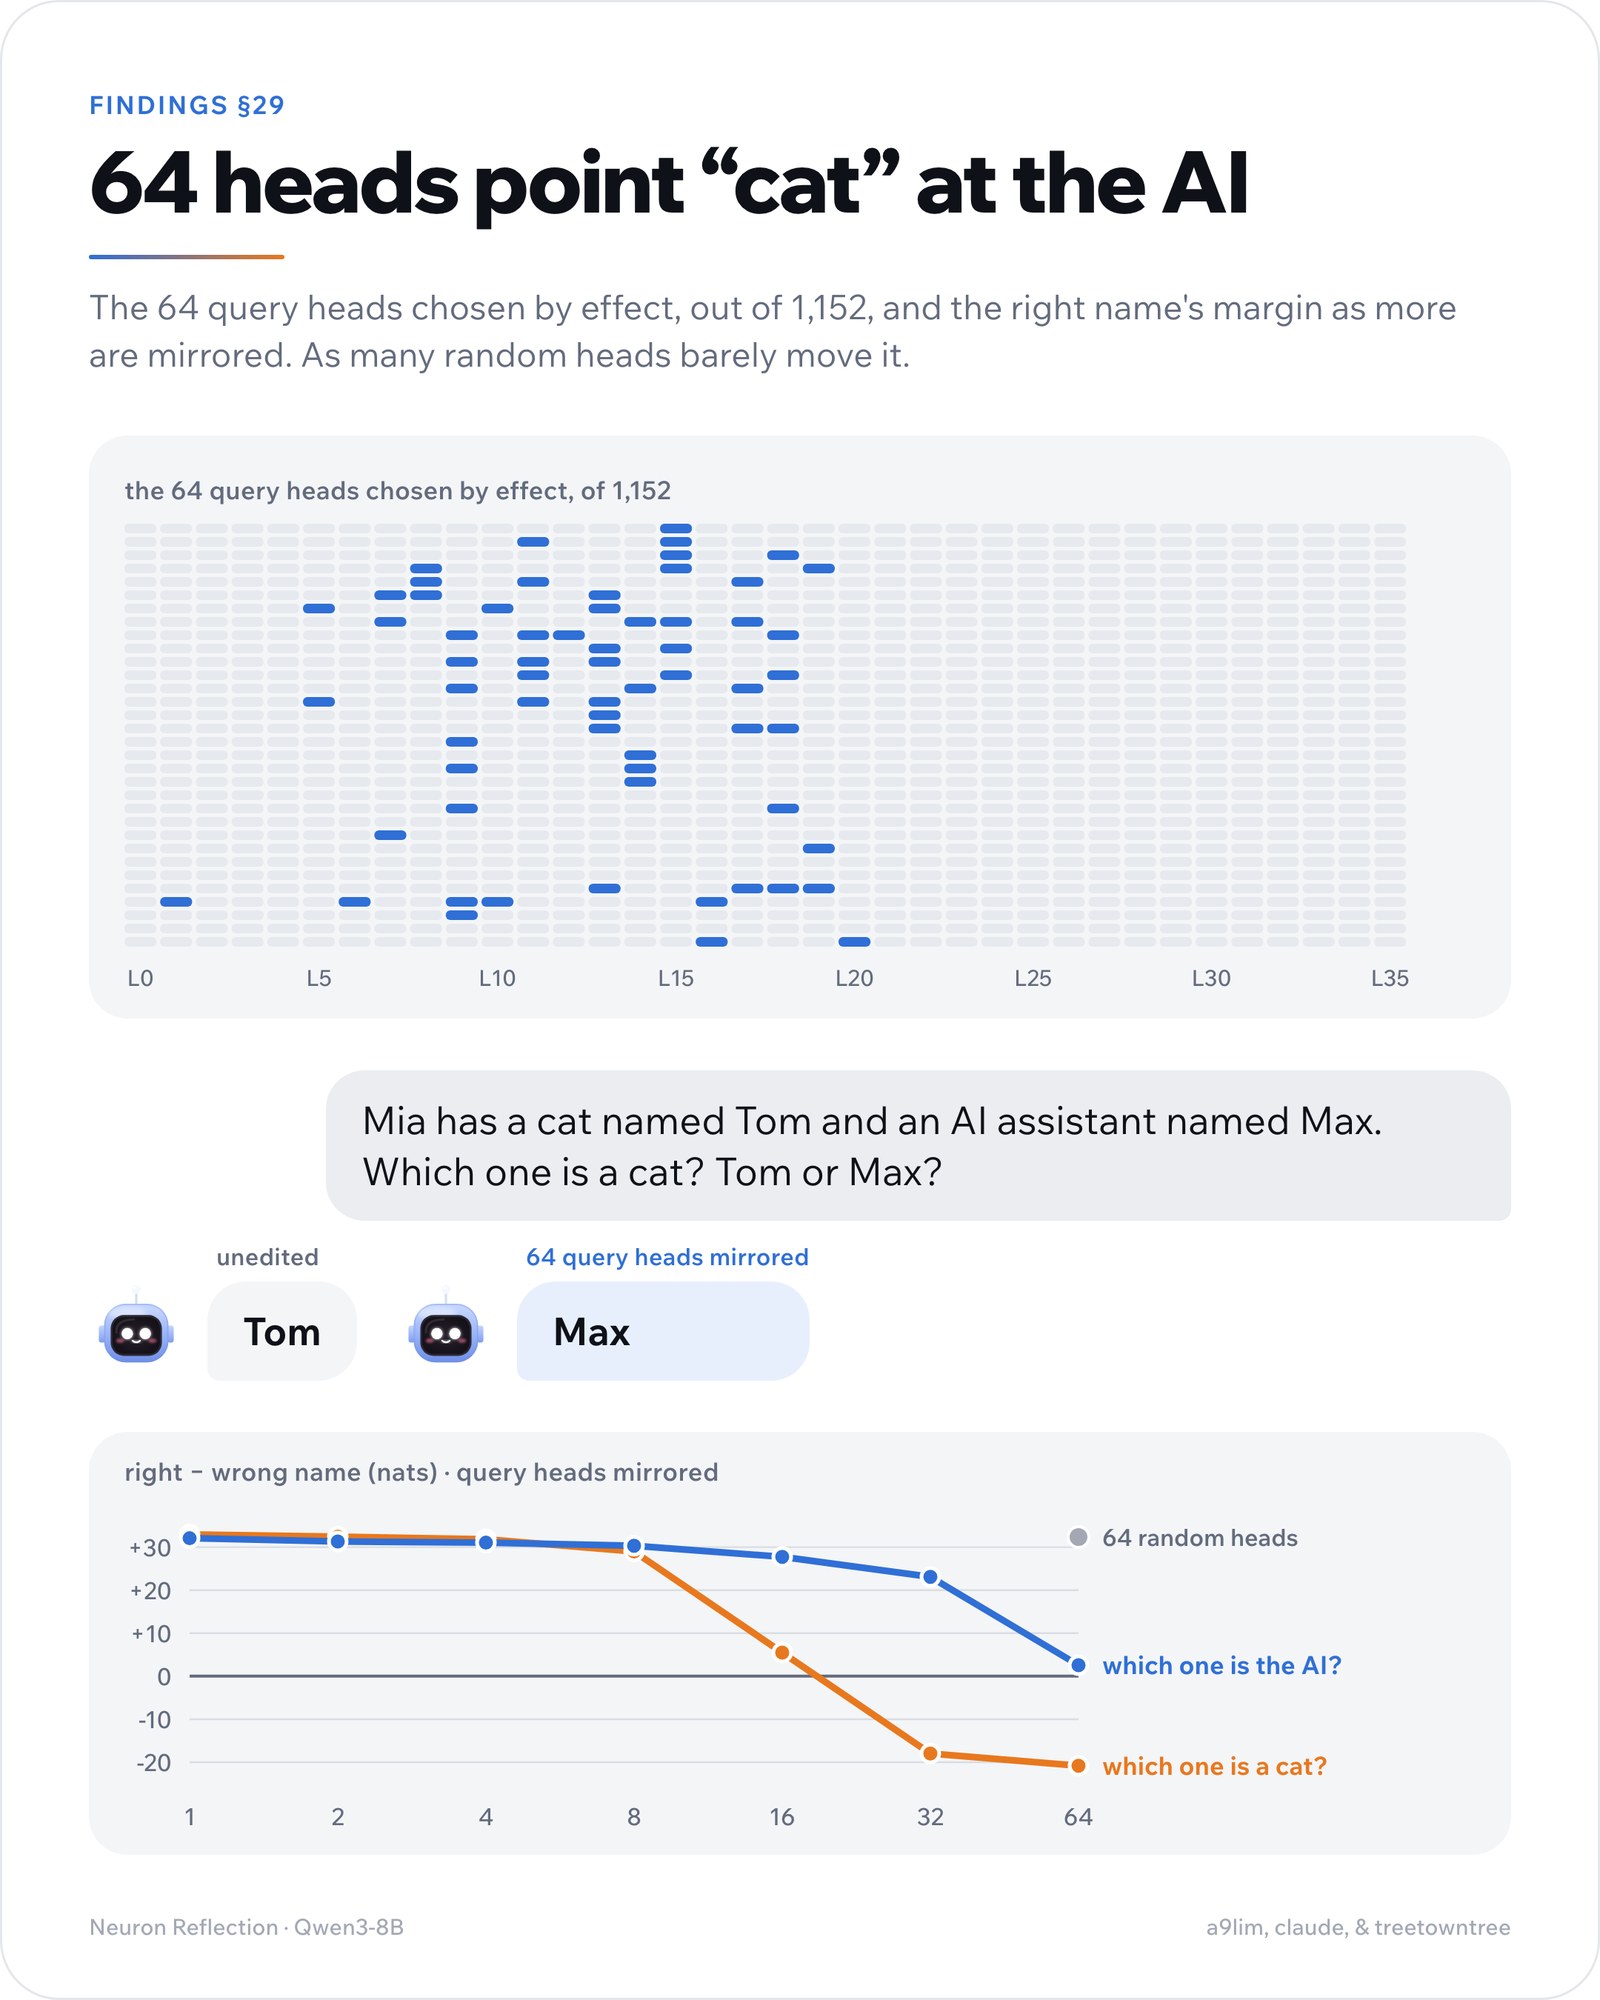 FINDINGS §29
64 heads point “cat” at the AI
The 64 query heads chosen by effect, out of 1,152, and the right name's margin as more
are mirrored. As many random heads barely move it.
the 64 query heads chosen by effect, of 1,152
L0 L5 L10 L15 L20 L25 L30 L35
Mia has a cat named Tom and an AI assistant named Max.
Which one is a cat? Tom or Max?
unedited
64 query heads mirrored
Tom
Max
right − wrong name (nats) · query heads mirrored
+30
+20
+10
0
-10
-20
64 random heads
which one is the AI?
which one is a cat?
1 2 4 8 16 32 64
Neuron Reflection · Qwen3-8B
a9lim, claude, & treetowntree